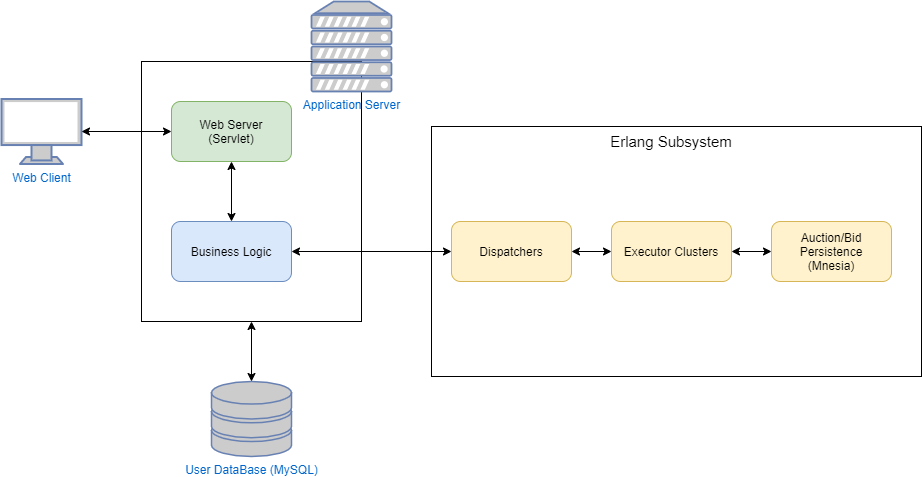 Application Server
Web Server
(Servlet)
Web Client
Erlang Subsystem
Business Logic
Dispatchers
Executor Clusters
Auction/Bid
Persistence
(Mnesia)
User DataBase (MySQL)